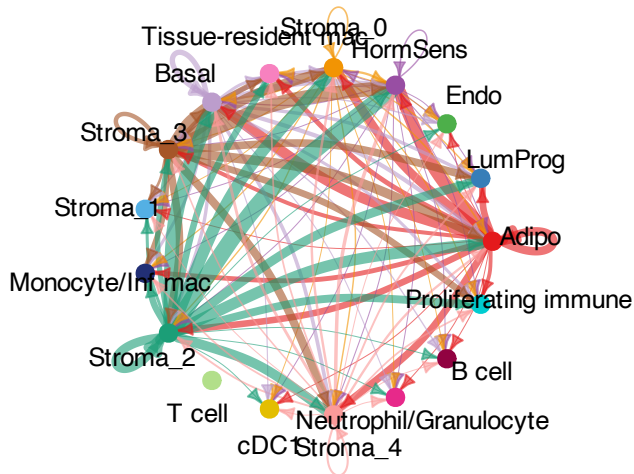 Stroma_0
Tissue-resident mac
HormSens
Basal
Endo
Stroma_3
LumProg
Stroma_1
Adipo
Monocyte/Inf mac
Proliferating immune
Stroma_2
B cell
T cell
Neutrophil/Granulocyte
cDC1
Stroma_4